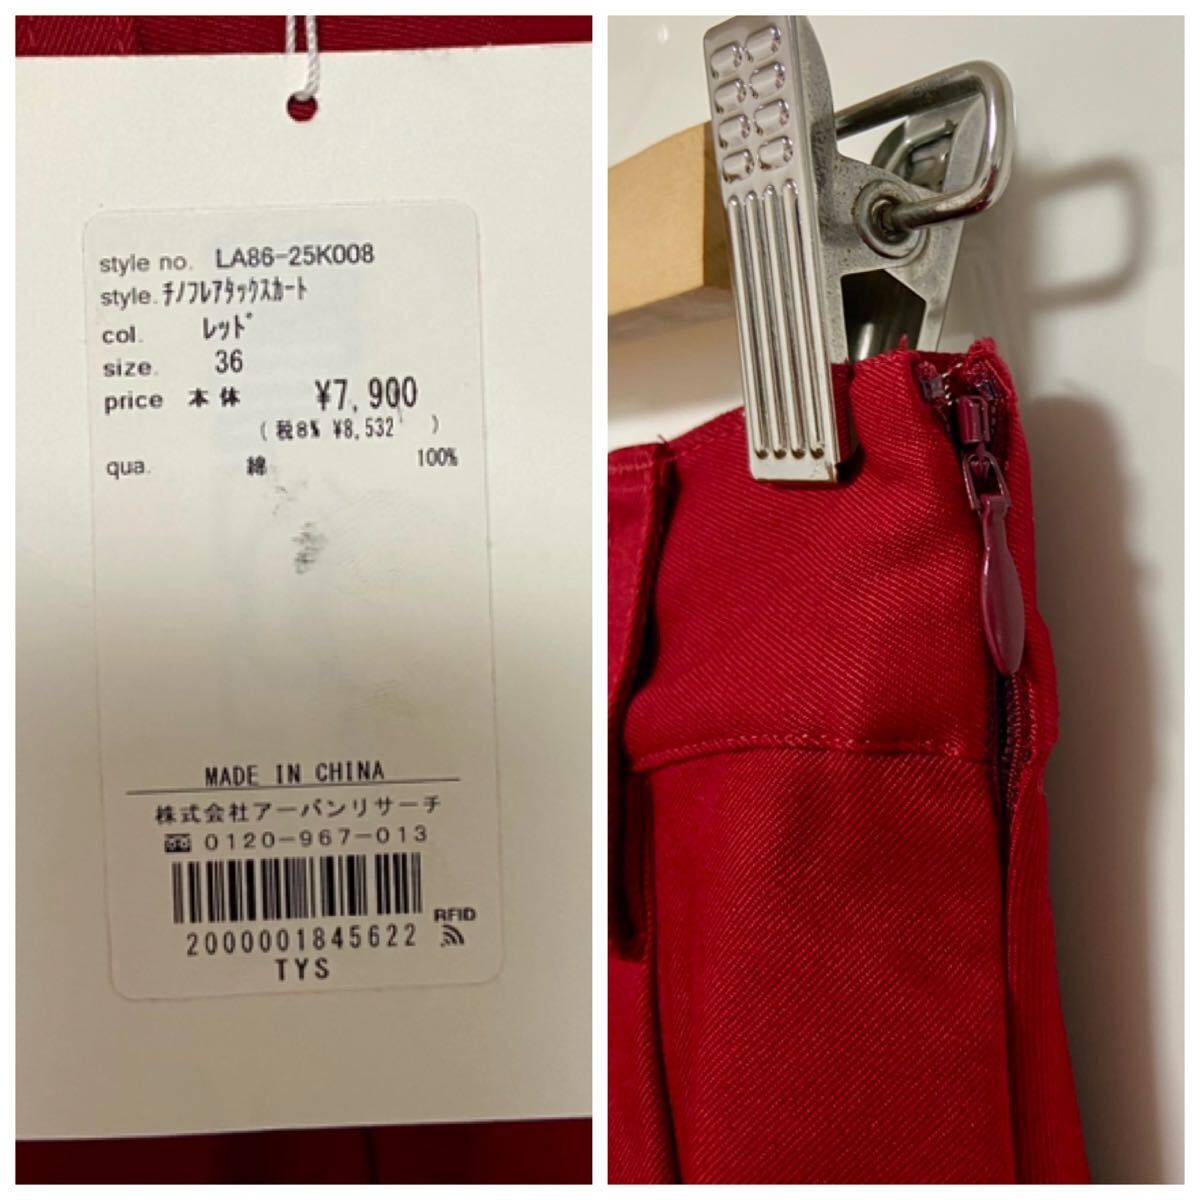 style no. LA86-25K008
style. ﾁﾉﾌﾚｱﾀｯｸｽｶｰﾄ
col. ﾚｯﾄﾞ
size. 36
price 本体 ¥7,900
(税8% ¥8,532 )
qua. 綿 100%
MADE IN CHINA
株式会社アーバンリサーチ
0120-967-013
RFID
2000001845622
TYS